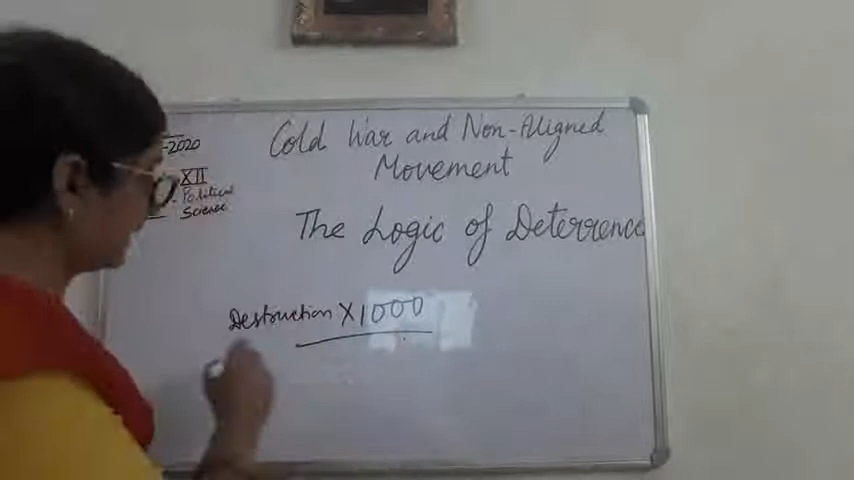 -2020
XII
Political
Science
Cold War and Non-Aligned
Movement
The Logic of Deterrence
Destruction X1000